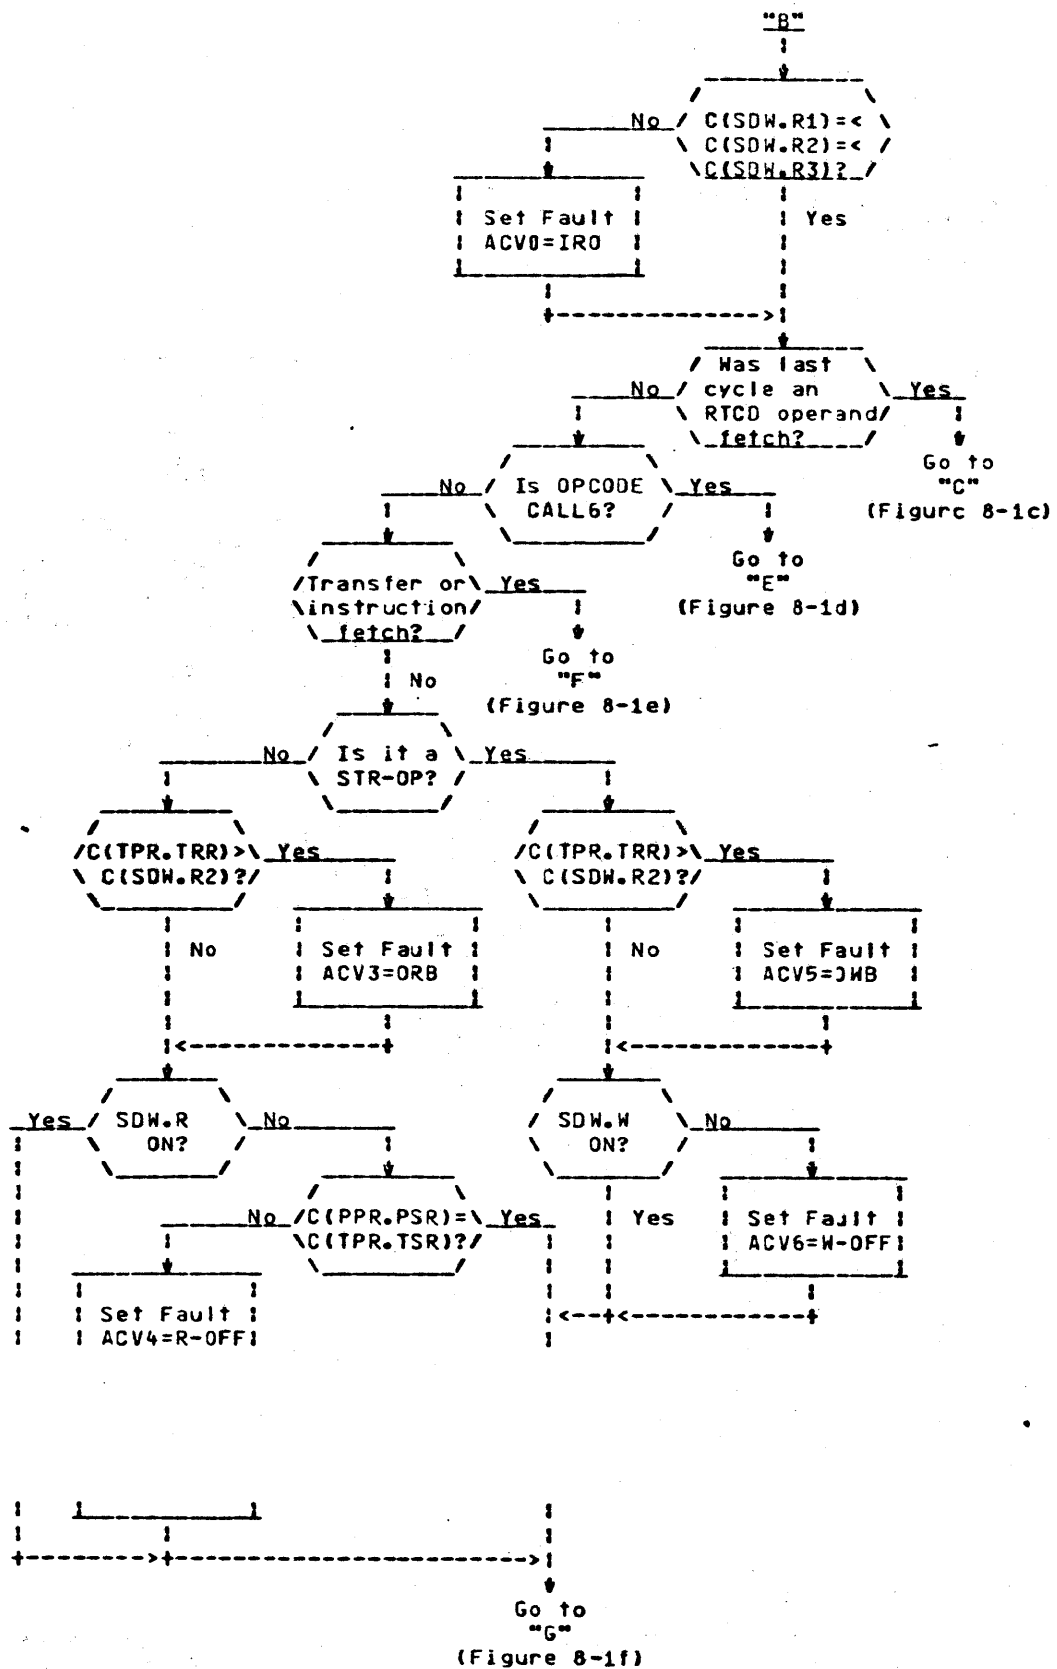 "B"
No
C(SDW.R1)=<
C(SDW.R2)=<
C(SDW.R3)?
Set Fault
ACV0=IRO
Yes
Was last
cycle an
RTCD operand
fetch?
No
Yes
Go to
"C"
(Figure 8-1c)
Is OPCODE
CALL6?
No
Yes
Go to
"E"
(Figure 8-1d)
Transfer or
instruction
fetch?
Yes
No
Go to
"F"
(Figure 8-1e)
Is it a
STR-OP?
No
Yes
C(TPR.TRR)>
C(SDW.R2)?
Yes
C(TPR.TRR)>
C(SDW.R2)?
Yes
No
Set Fault
ACV3=ORB
No
Set Fault
ACV5=OWB
Yes
SDW.R
ON?
No
SDW.W
ON?
No
No
C(PPR.PSR)=
C(TPR.TSR)?
Yes
Yes
Set Fault
ACV6=W-OFF
Set Fault
ACV4=R-OFF
Go to
"G"
(Figure 8-1f)